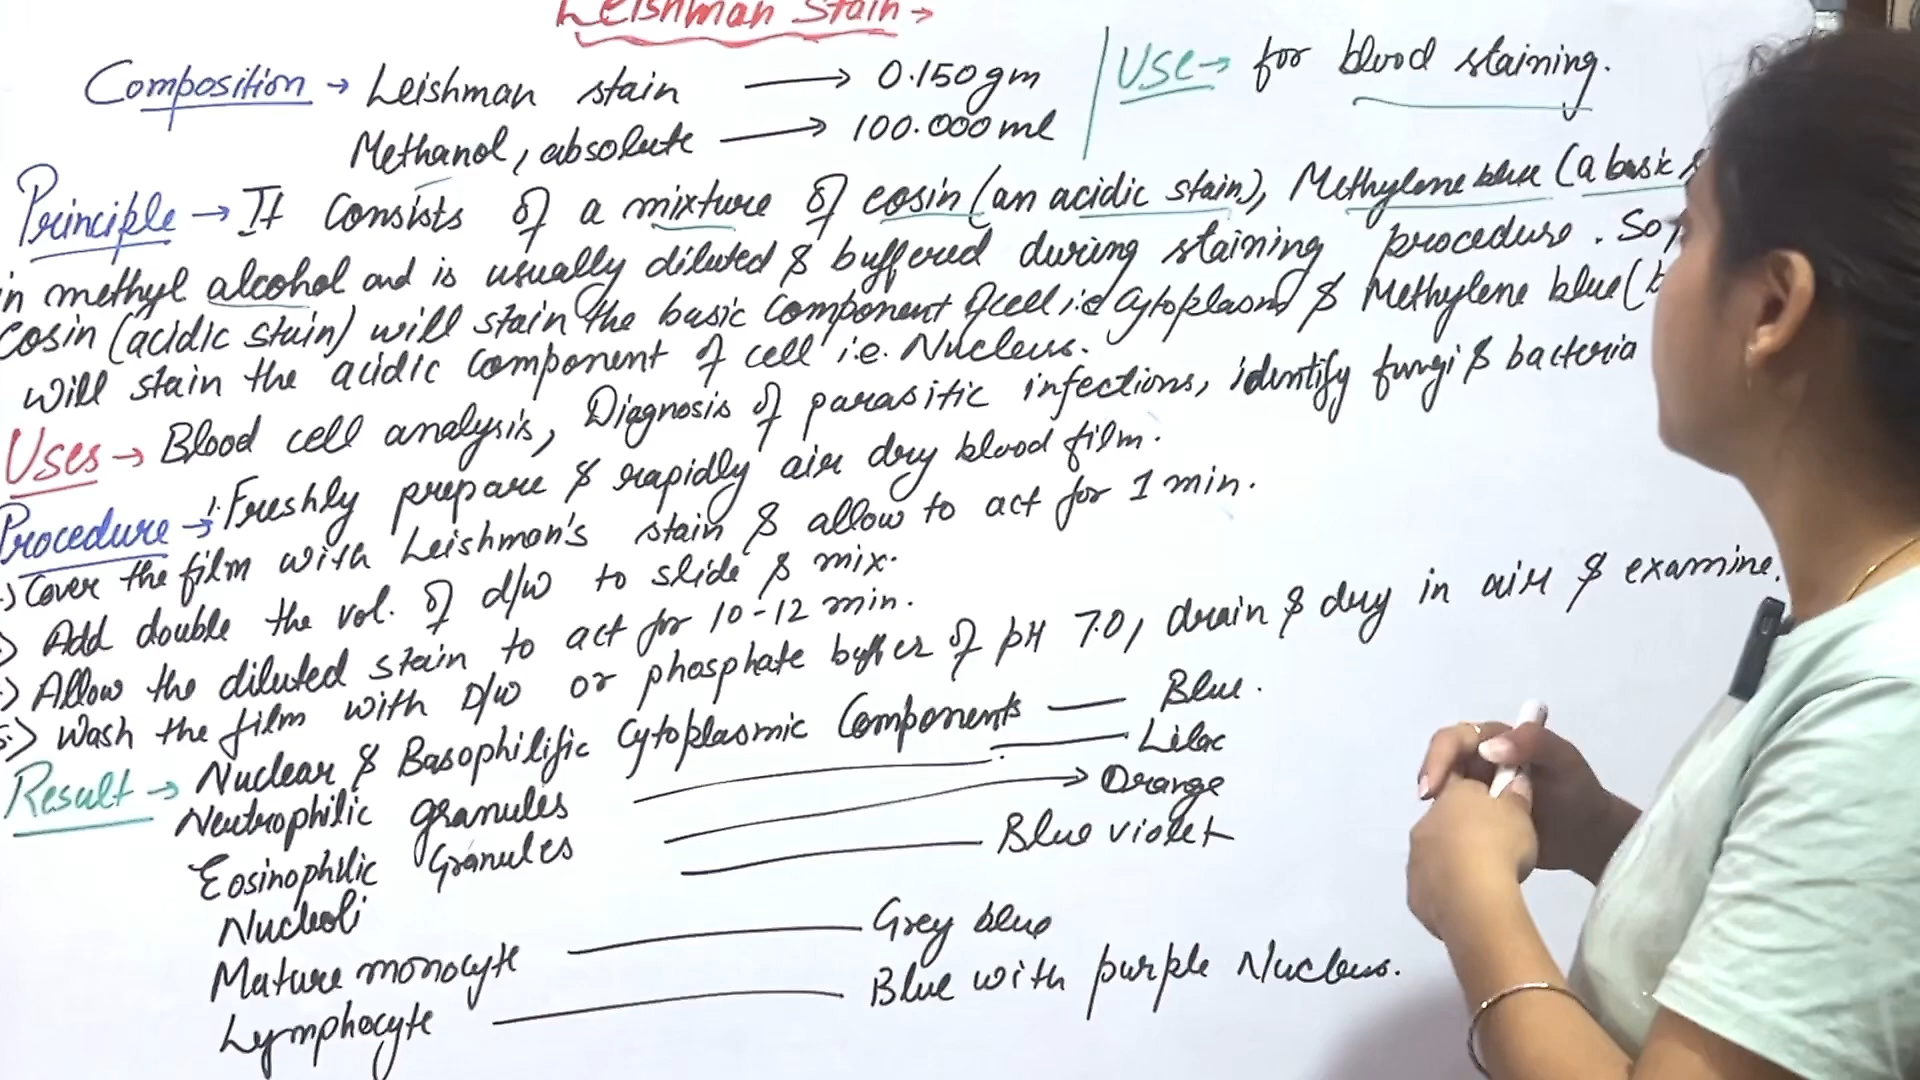 Leishman Stain →
Composition → Leishman stain → 0.150gm
Methanol, absolute → 100.000ml
Use → for blood staining.
Principle → It consists of a mixture of eosin (an acidic stain), Methylene blue (a basic
in methyl alcohol and is usually diluted & buffered during staining procedure. So,
eosin (acidic stain) will stain the basic component of cell i.e cytoplasm & Methylene blue (b
will stain the acidic component of cell i.e. Nucleus.
Uses → Blood cell analysis, Diagnosis of parasitic infections, identify fungi & bacteria
Procedure → 1. Freshly prepare & rapidly air dry blood film.
Cover the film with Leishman's stain & allow to act for 1 min.
Add double the vol. of d/w to slide & mix.
Allow the diluted stain to act for 10-12 min.
Wash the film with D/w or phosphate buffer of pH 7.0, drain & dry in air & examine.
Result → Nuclear & Basophilific Cytoplasmic Components — Blue.
Neutrophilic granules — Lilac
Eosinophilic Granules → Orange
Nucleoli — Blue violet
Mature monocyte — Grey blue
Lymphocyte — Blue with purple Nucleus.